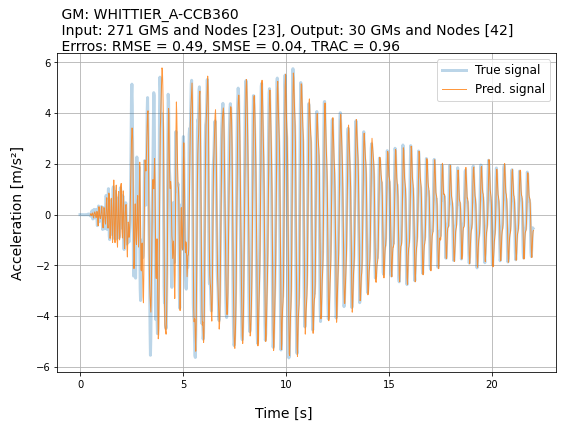 GM: WHITTIER_A-CCB360
Input: 271 GMs and Nodes [23], Output: 30 GMs and Nodes [42]
Errros: RMSE = 0.49, SMSE = 0.04, TRAC = 0.96
True signal
Pred. signal
6
4
2
0
−2
−4
−6
Acceleration [m/s²]
0 5 10 15 20
Time [s]